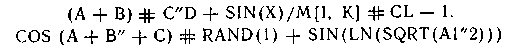 (A + B) ⋕ C″D + SIN(X)/M[1, K] ⋕ CL − 1.
COS (A + B″ + C) ⋕ RAND(1) + SIN(LN(SQRT(A1″2)))